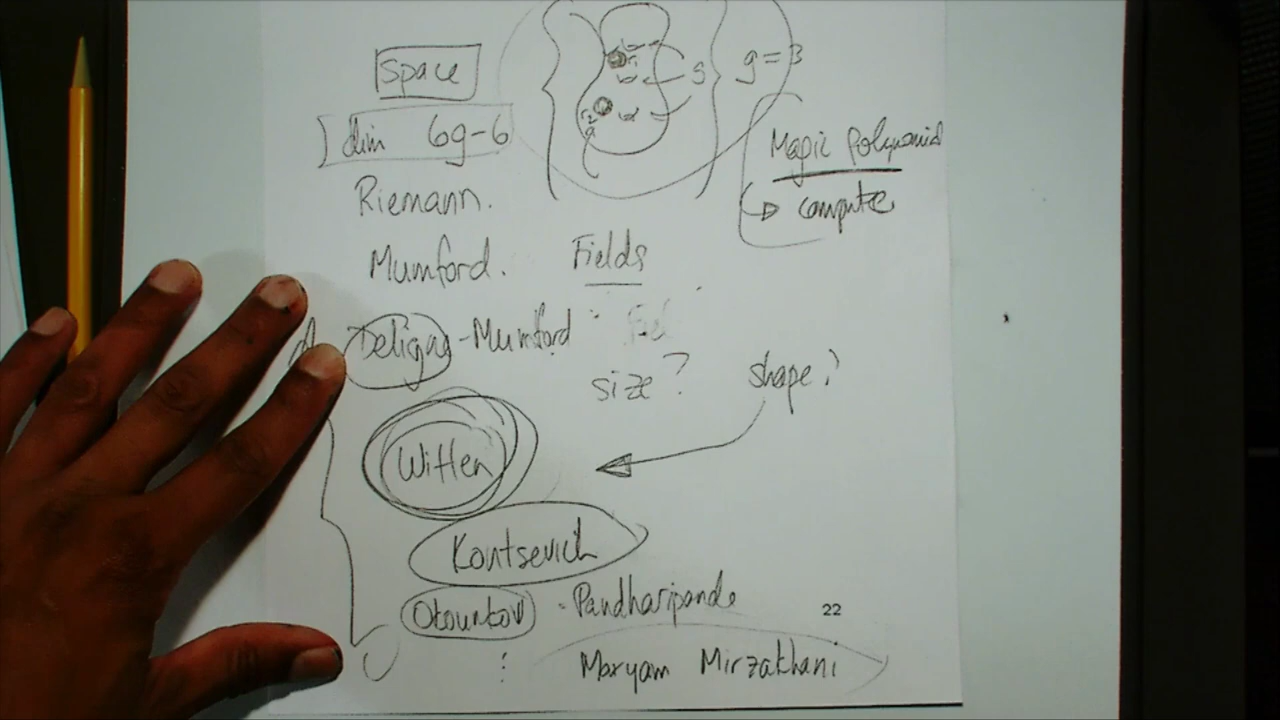 Space
g = 3
g
dim 6g-6
Magic Polynomial
compute
Riemann.
Mumford. Fields
Deligne-Mumford
size? shape?
Witten
Kontsevich
Okounkov - Pandharipande
22
Maryam Mirzakhani